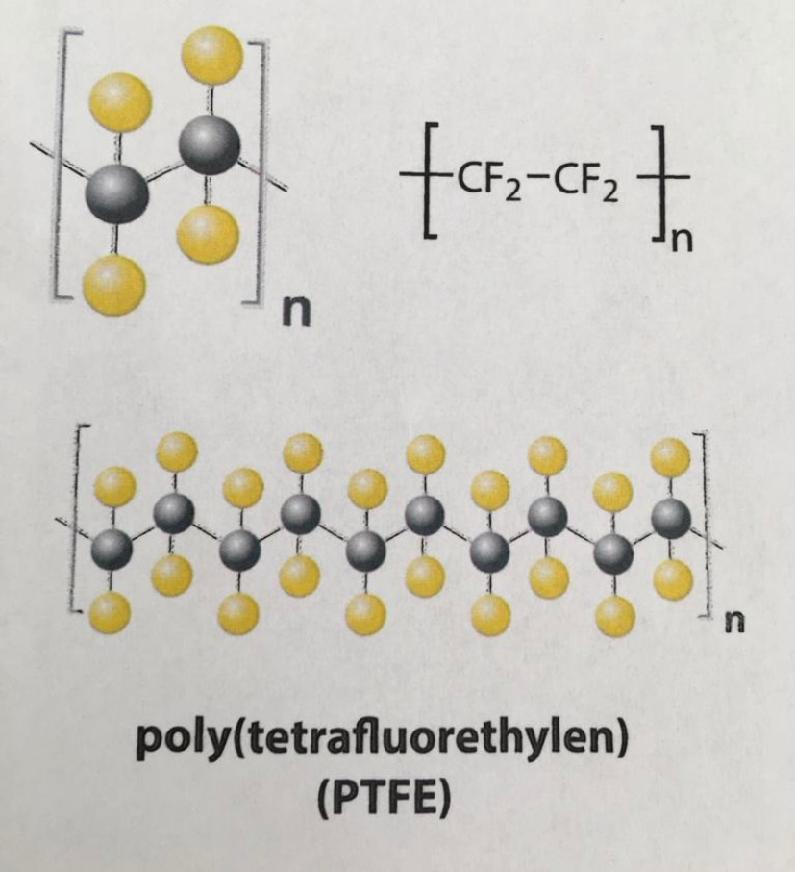 n
[CF₂-CF₂]n
n
poly(tetrafluorethylen)
(PTFE)